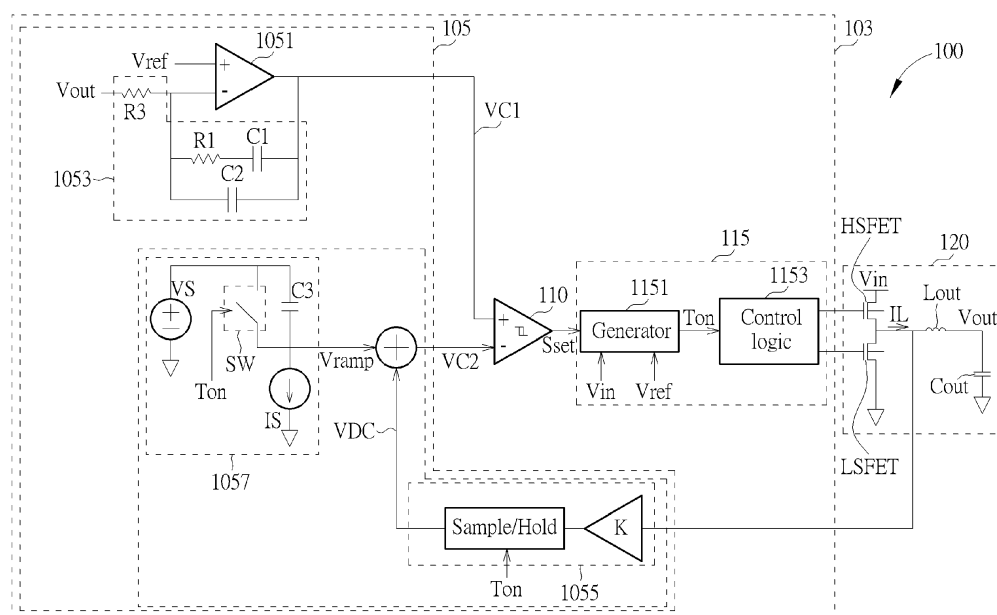 105
103
100
1051
Vref
+
-
Vout
R3
R1
C1
C2
1053
VC1
HSFET
115
120
VS
+
-
C3
SW
Ton
IS
Vramp
+
VC2
110
+
-
Sset
1151
Generator
Ton
1153
Control
logic
Vin
Vref
Vin
IL
Lout
Vout
Cout
LSFET
1057
VDC
Sample/Hold
K
Ton
1055